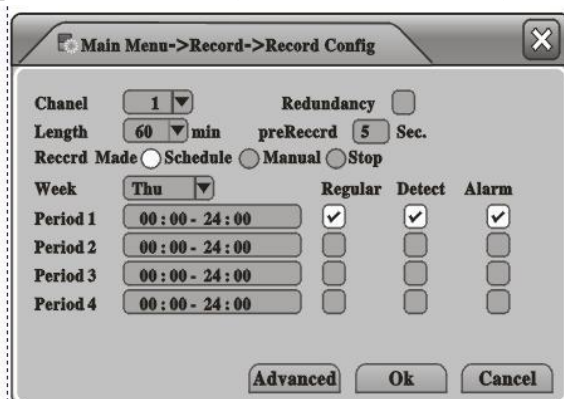 Main Menu->Record->Record Config
Chanel 1 Redundancy
Length 60 min preReccrd 5 Sec.
Reccrd Made Schedule Manual Stop
Week Thu Regular Detect Alarm
Period 1 00:00 - 24:00
Period 2 00:00 - 24:00
Period 3 00:00 - 24:00
Period 4 00:00 - 24:00
Advanced Ok Cancel